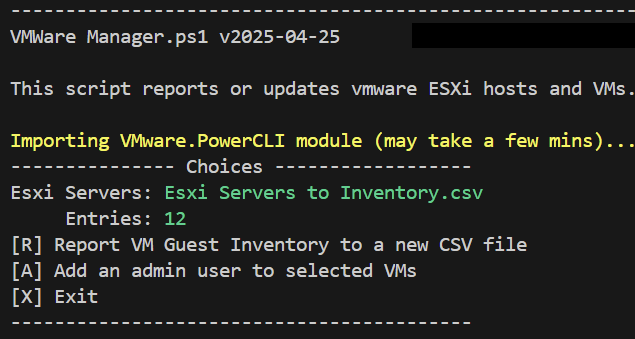 -----------------------------------------------------------
VMWare Manager.ps1 v2025-04-25
This script reports or updates vmware ESXi hosts and VMs.
Importing VMware.PowerCLI module (may take a few mins)...
--------------- Choices ------------------
Esxi Servers: Esxi Servers to Inventory.csv
Entries: 12
[R] Report VM Guest Inventory to a new CSV file
[A] Add an admin user to selected VMs
[X] Exit
------------------------------------------